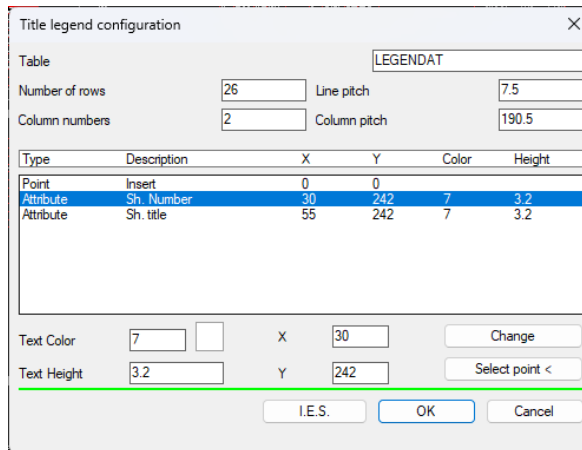 Title legend configuration
Table LEGENDAT
Number of rows 26 Line pitch 7.5
Column numbers 2 Column pitch 190.5
Type Description X Y Color Height
Point Insert 0 0
Attribute Sh. Number 30 242 7 3.2
Attribute Sh. title 55 242 7 3.2
Text Color 7 X 30 Change
Text Height 3.2 Y 242 Select point <
I.E.S. OK Cancel